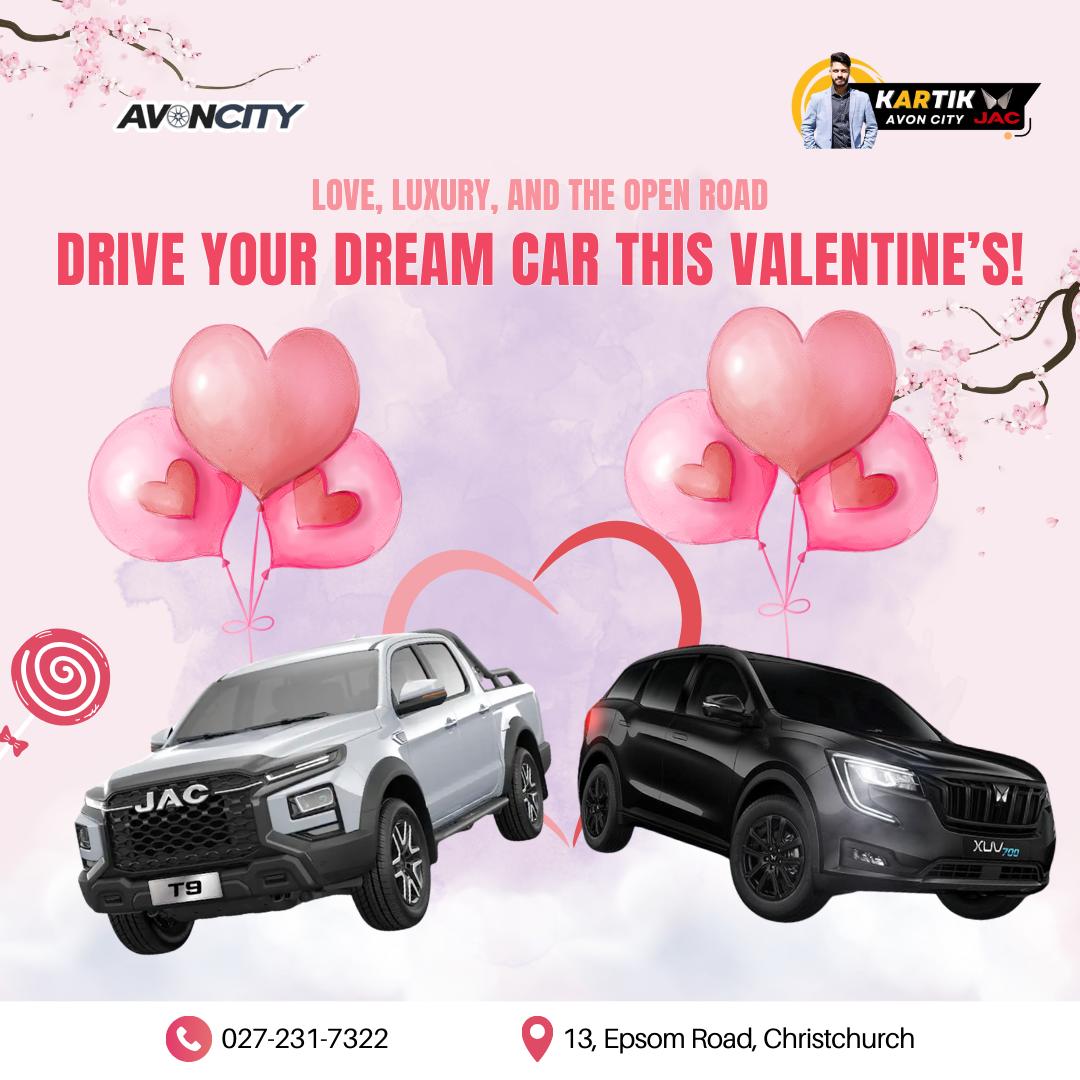 AVONCITY
KARTIK
AVON CITY JAC
LOVE, LUXURY, AND THE OPEN ROAD
DRIVE YOUR DREAM CAR THIS VALENTINE’S!
JAC
T9
XUV700
027-231-7322
13, Epsom Road, Christchurch